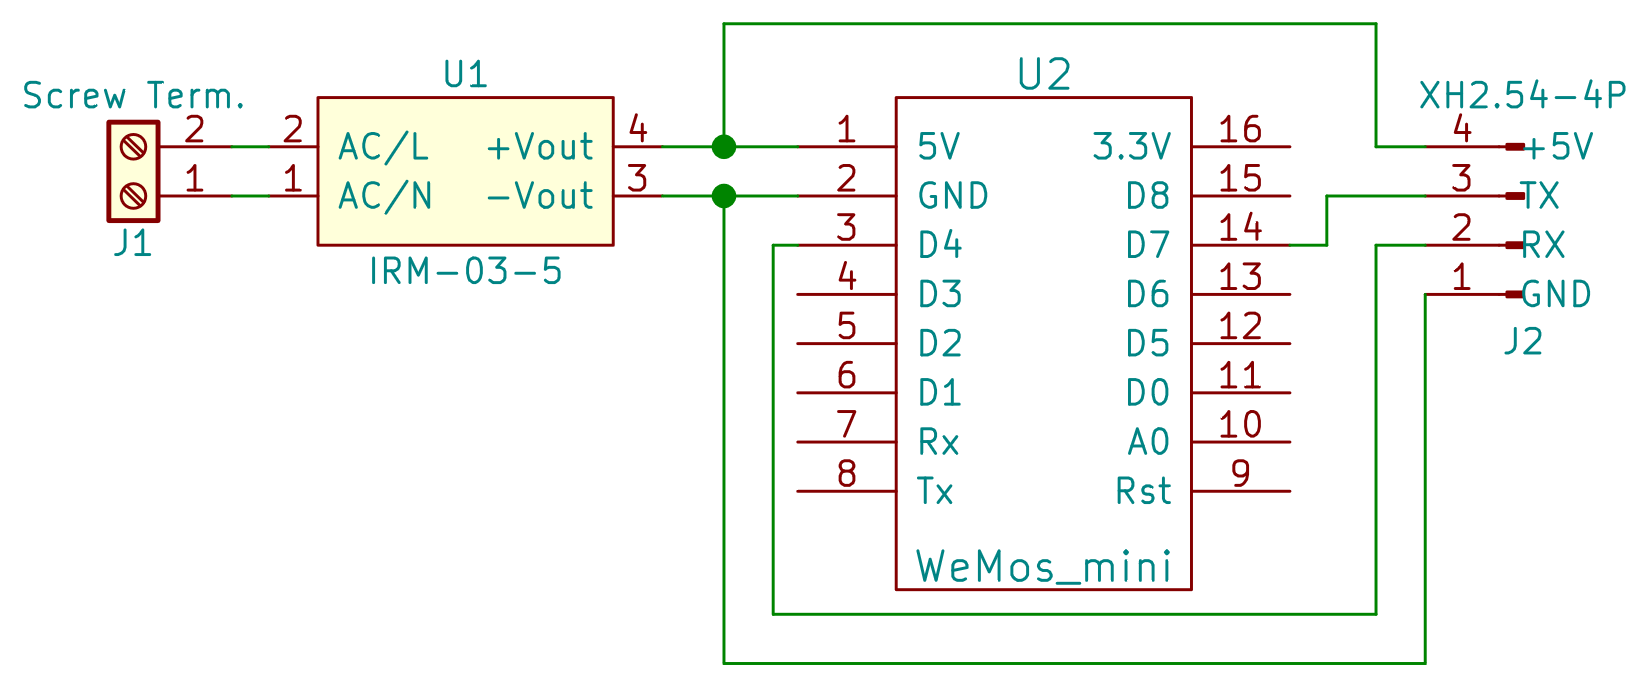 Screw Term.
2
1
J1
U1
2 AC/L +Vout 4
1 AC/N -Vout 3
IRM-03-5
U2
1 5V 3.3V 16
2 GND D8 15
3 D4 D7 14
4 D3 D6 13
5 D2 D5 12
6 D1 D0 11
7 Rx A0 10
8 Tx Rst 9
WeMos_mini
XH2.54-4P
4 +5V
3 TX
2 RX
1 GND
J2